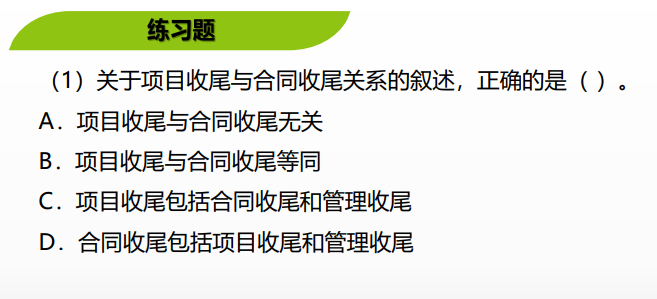 练习题
（1）关于项目收尾与合同收尾关系的叙述，正确的是（ ）。
A．项目收尾与合同收尾无关
B．项目收尾与合同收尾等同
C．项目收尾包括合同收尾和管理收尾
D．合同收尾包括项目收尾和管理收尾